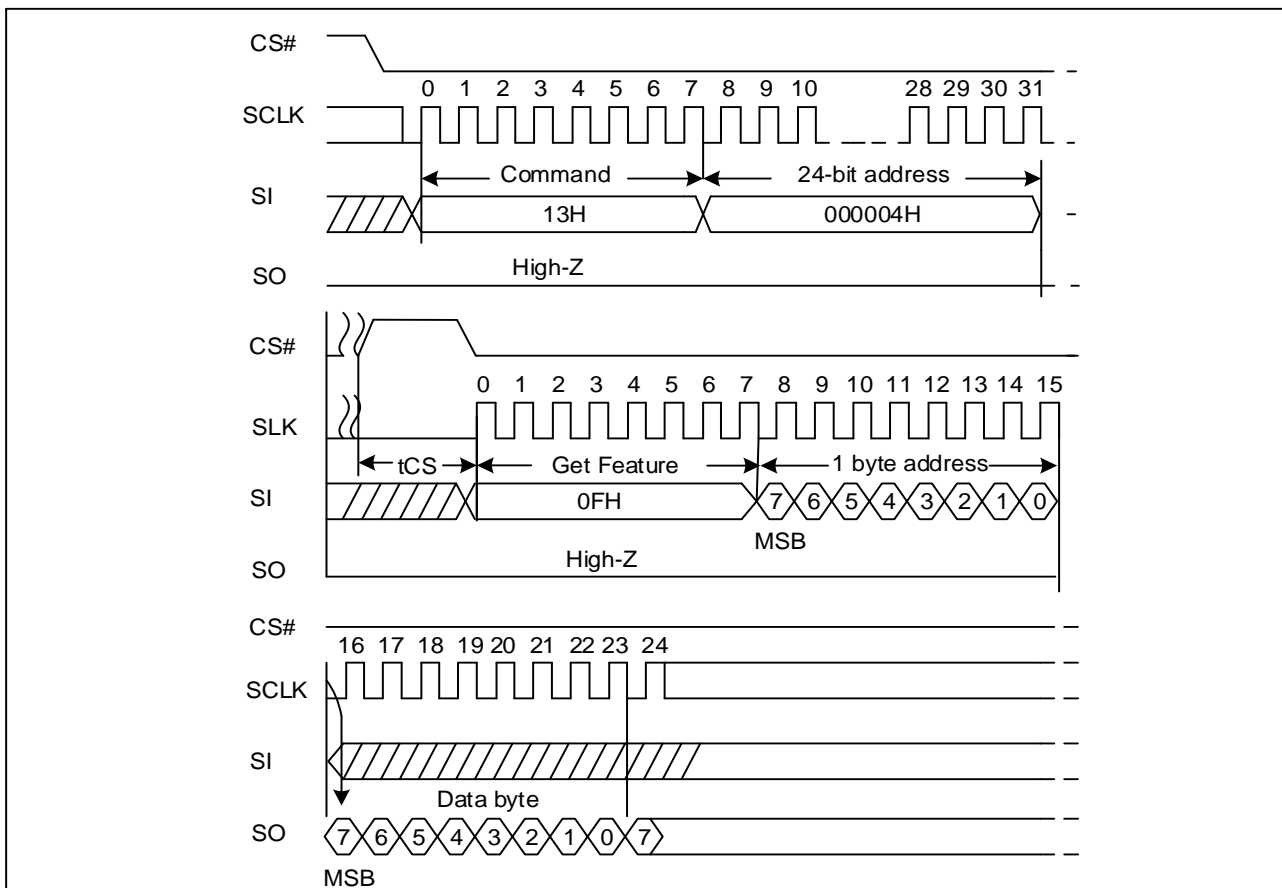 CS#
0 1 2 3 4 5 6 7 8 9 10 28 29 30 31
SCLK
Command 24-bit address
SI
13H 000004H
High-Z
SO
CS#
0 1 2 3 4 5 6 7 8 9 10 11 12 13 14 15
SLK
tCS Get Feature 1 byte address
SI 0FH 7 6 5 4 3 2 1 0
MSB
High-Z
SO
CS#
16 17 18 19 20 21 22 23 24
SCLK
SI
Data byte
SO 7 6 5 4 3 2 1 0 7
MSB